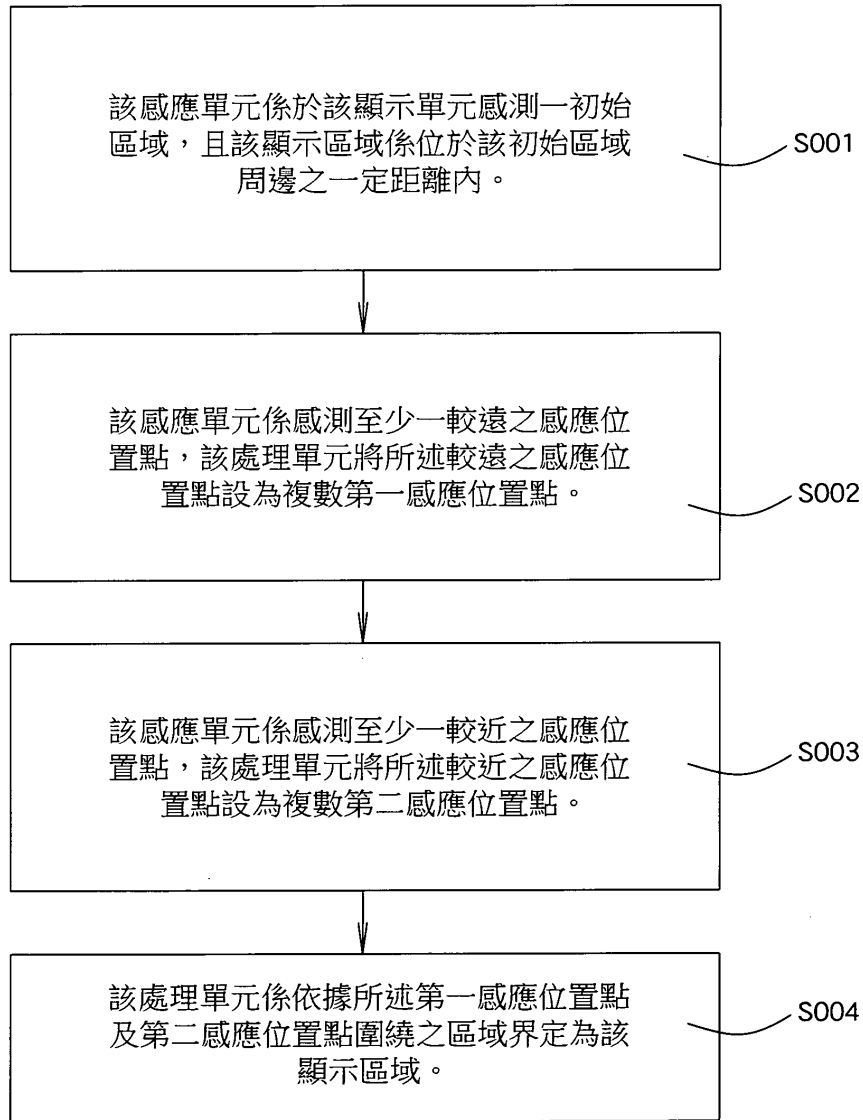 該感應單元係於該顯示單元感測一初始
區域，且該顯示區域係位於該初始區域
周邊之一定距離內。
S001
該感應單元係感測至少一較遠之感應位
置點，該處理單元將所述較遠之感應位
置點設為複數第一感應位置點。
S002
該感應單元係感測至少一較近之感應位
置點，該處理單元將所述較近之感應位
置點設為複數第二感應位置點。
S003
該處理單元係依據所述第一感應位置點
及第二感應位置點圍繞之區域界定為該
顯示區域。
S004